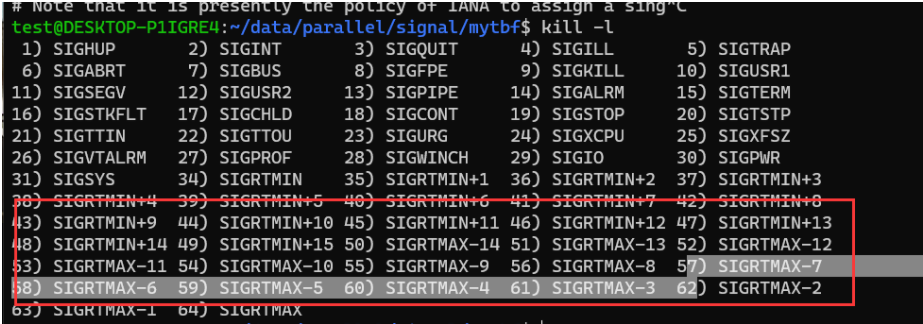 # Note that it is presently the policy of IANA to assign a sing^C
test@DESKTOP-P1IGRE4:~/data/parallel/signal/mytbf$ kill -l
 1) SIGHUP       2) SIGINT       3) SIGQUIT      4) SIGILL       5) SIGTRAP
 6) SIGABRT      7) SIGBUS       8) SIGFPE       9) SIGKILL     10) SIGUSR1
11) SIGSEGV     12) SIGUSR2     13) SIGPIPE     14) SIGALRM     15) SIGTERM
16) SIGSTKFLT   17) SIGCHLD     18) SIGCONT     19) SIGSTOP     20) SIGTSTP
21) SIGTTIN     22) SIGTTOU     23) SIGURG      24) SIGXCPU     25) SIGXFSZ
26) SIGVTALRM   27) SIGPROF     28) SIGWINCH    29) SIGIO       30) SIGPWR
31) SIGSYS      34) SIGRTMIN    35) SIGRTMIN+1  36) SIGRTMIN+2  37) SIGRTMIN+3
38) SIGRTMIN+4  39) SIGRTMIN+5  40) SIGRTMIN+6  41) SIGRTMIN+7  42) SIGRTMIN+8
43) SIGRTMIN+9  44) SIGRTMIN+10 45) SIGRTMIN+11 46) SIGRTMIN+12 47) SIGRTMIN+13
48) SIGRTMIN+14 49) SIGRTMIN+15 50) SIGRTMAX-14 51) SIGRTMAX-13 52) SIGRTMAX-12
53) SIGRTMAX-11 54) SIGRTMAX-10 55) SIGRTMAX-9  56) SIGRTMAX-8  57) SIGRTMAX-7
58) SIGRTMAX-6  59) SIGRTMAX-5  60) SIGRTMAX-4  61) SIGRTMAX-3  62) SIGRTMAX-2
63) SIGRTMAX-1  64) SIGRTMAX